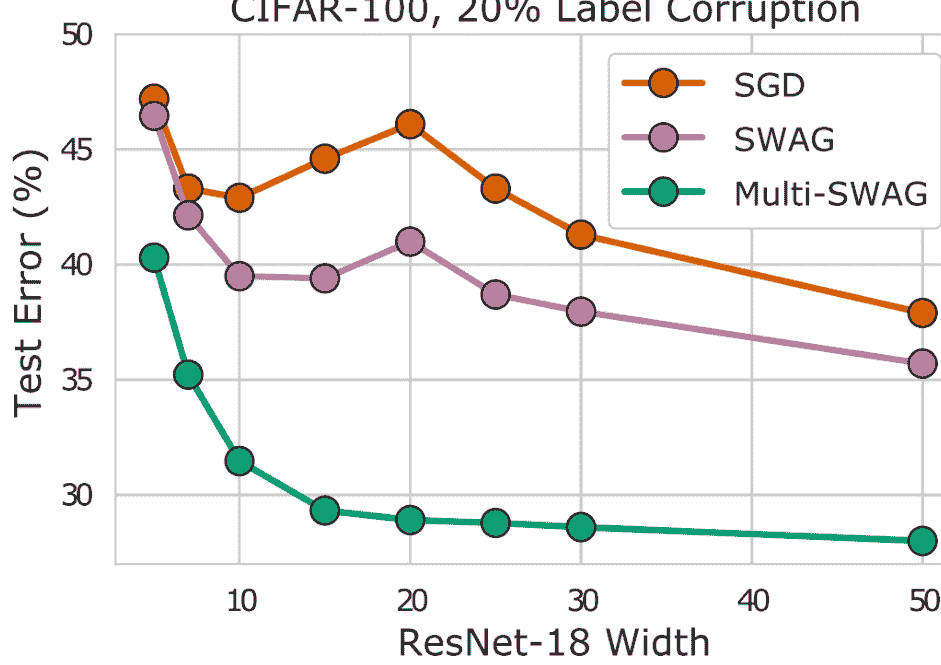 CIFAR-100, 20% Label Corruption
50
45
40
35
30
Test Error (%)
SGD
SWAG
Multi-SWAG
10 20 30 40 50
ResNet-18 Width